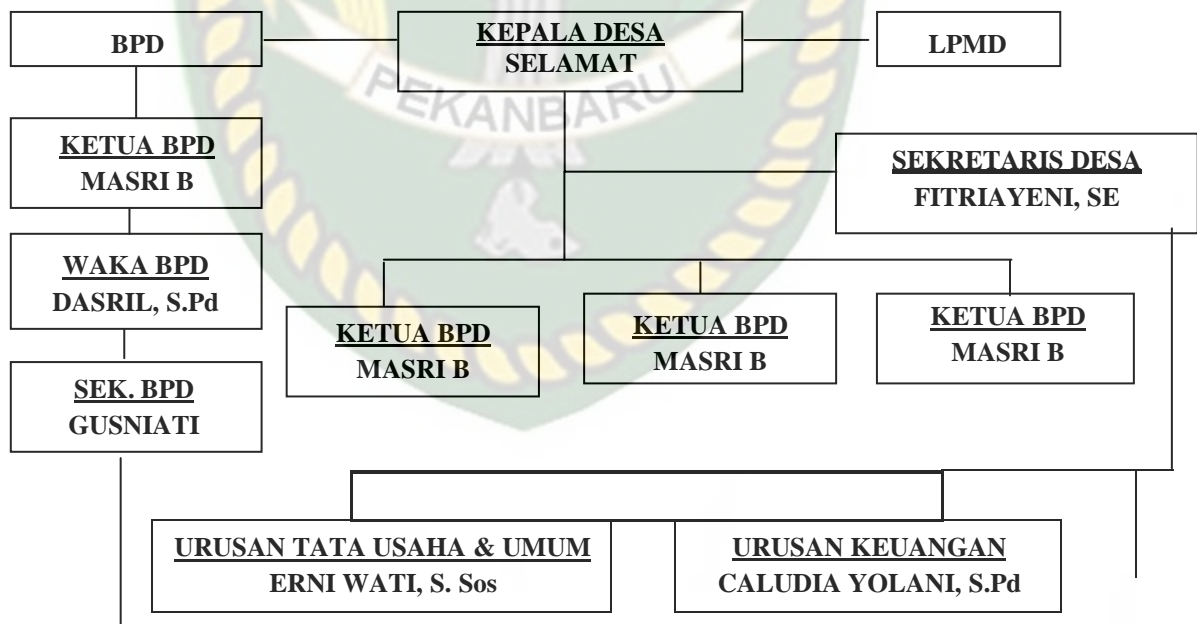 BPD
KEPALA DESA
SELAMAT
LPMD
PEKANBARU
KETUA BPD
MASRI B
SEKRETARIS DESA
FITRIAYENI, SE
WAKA BPD
DASRIL, S.Pd
KETUA BPD
MASRI B
KETUA BPD
MASRI B
KETUA BPD
MASRI B
SEK. BPD
GUSNIATI
URUSAN TATA USAHA & UMUM
ERNI WATI, S. Sos
URUSAN KEUANGAN
CALUDIA YOLANI, S.Pd